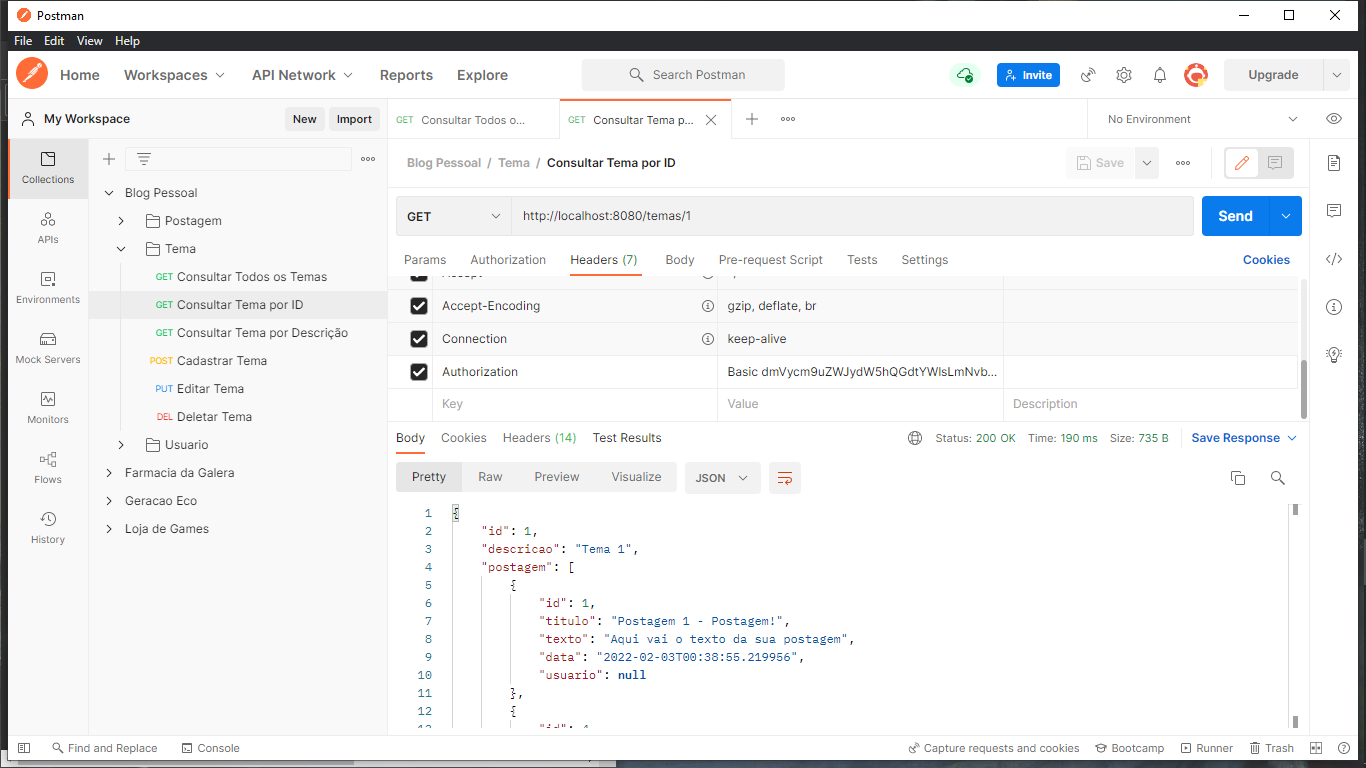 Postman
File Edit View Help
Home Workspaces API Network Reports Explore Search Postman Invite Upgrade
My Workspace New Import
GET Consultar Todos o... GET Consultar Tema p... No Environment
Collections
APIs
Environments
Mock Servers
Monitors
Flows
History
Blog Pessoal
Postagem
Tema
GET Consultar Todos os Temas
GET Consultar Tema por ID
GET Consultar Tema por Descrição
POST Cadastrar Tema
PUT Editar Tema
DEL Deletar Tema
Usuario
Farmacia da Galera
Geracao Eco
Loja de Games
Blog Pessoal / Tema / Consultar Tema por ID Save
GET http://localhost:8080/temas/1 Send
Params Authorization Headers (7) Body Pre-request Script Tests Settings Cookies
Accept-Encoding gzip, deflate, br
Connection keep-alive
Authorization Basic dmVycm9uZWJydW5hQGdtYWlsLmNvb...
Key Value Description
Body Cookies Headers (14) Test Results Status: 200 OK Time: 190 ms Size: 735 B Save Response
Pretty Raw Preview Visualize JSON
1 {
2 "id": 1,
3 "descricao": "Tema 1",
4 "postagem": [
5 {
6 "id": 1,
7 "titulo": "Postagem 1 - Postagem!",
8 "texto": "Aqui vai o texto da sua postagem",
9 "data": "2022-02-03T00:38:55.219956",
10 "usuario": null
11 },
12 {
Find and Replace Console Capture requests and cookies Bootcamp Runner Trash